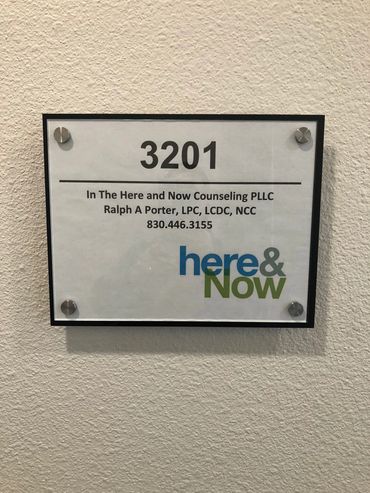 3201
In The Here and Now Counseling PLLC
Ralph A Porter, LPC, LCDC, NCC
830.446.3155
here&
Now